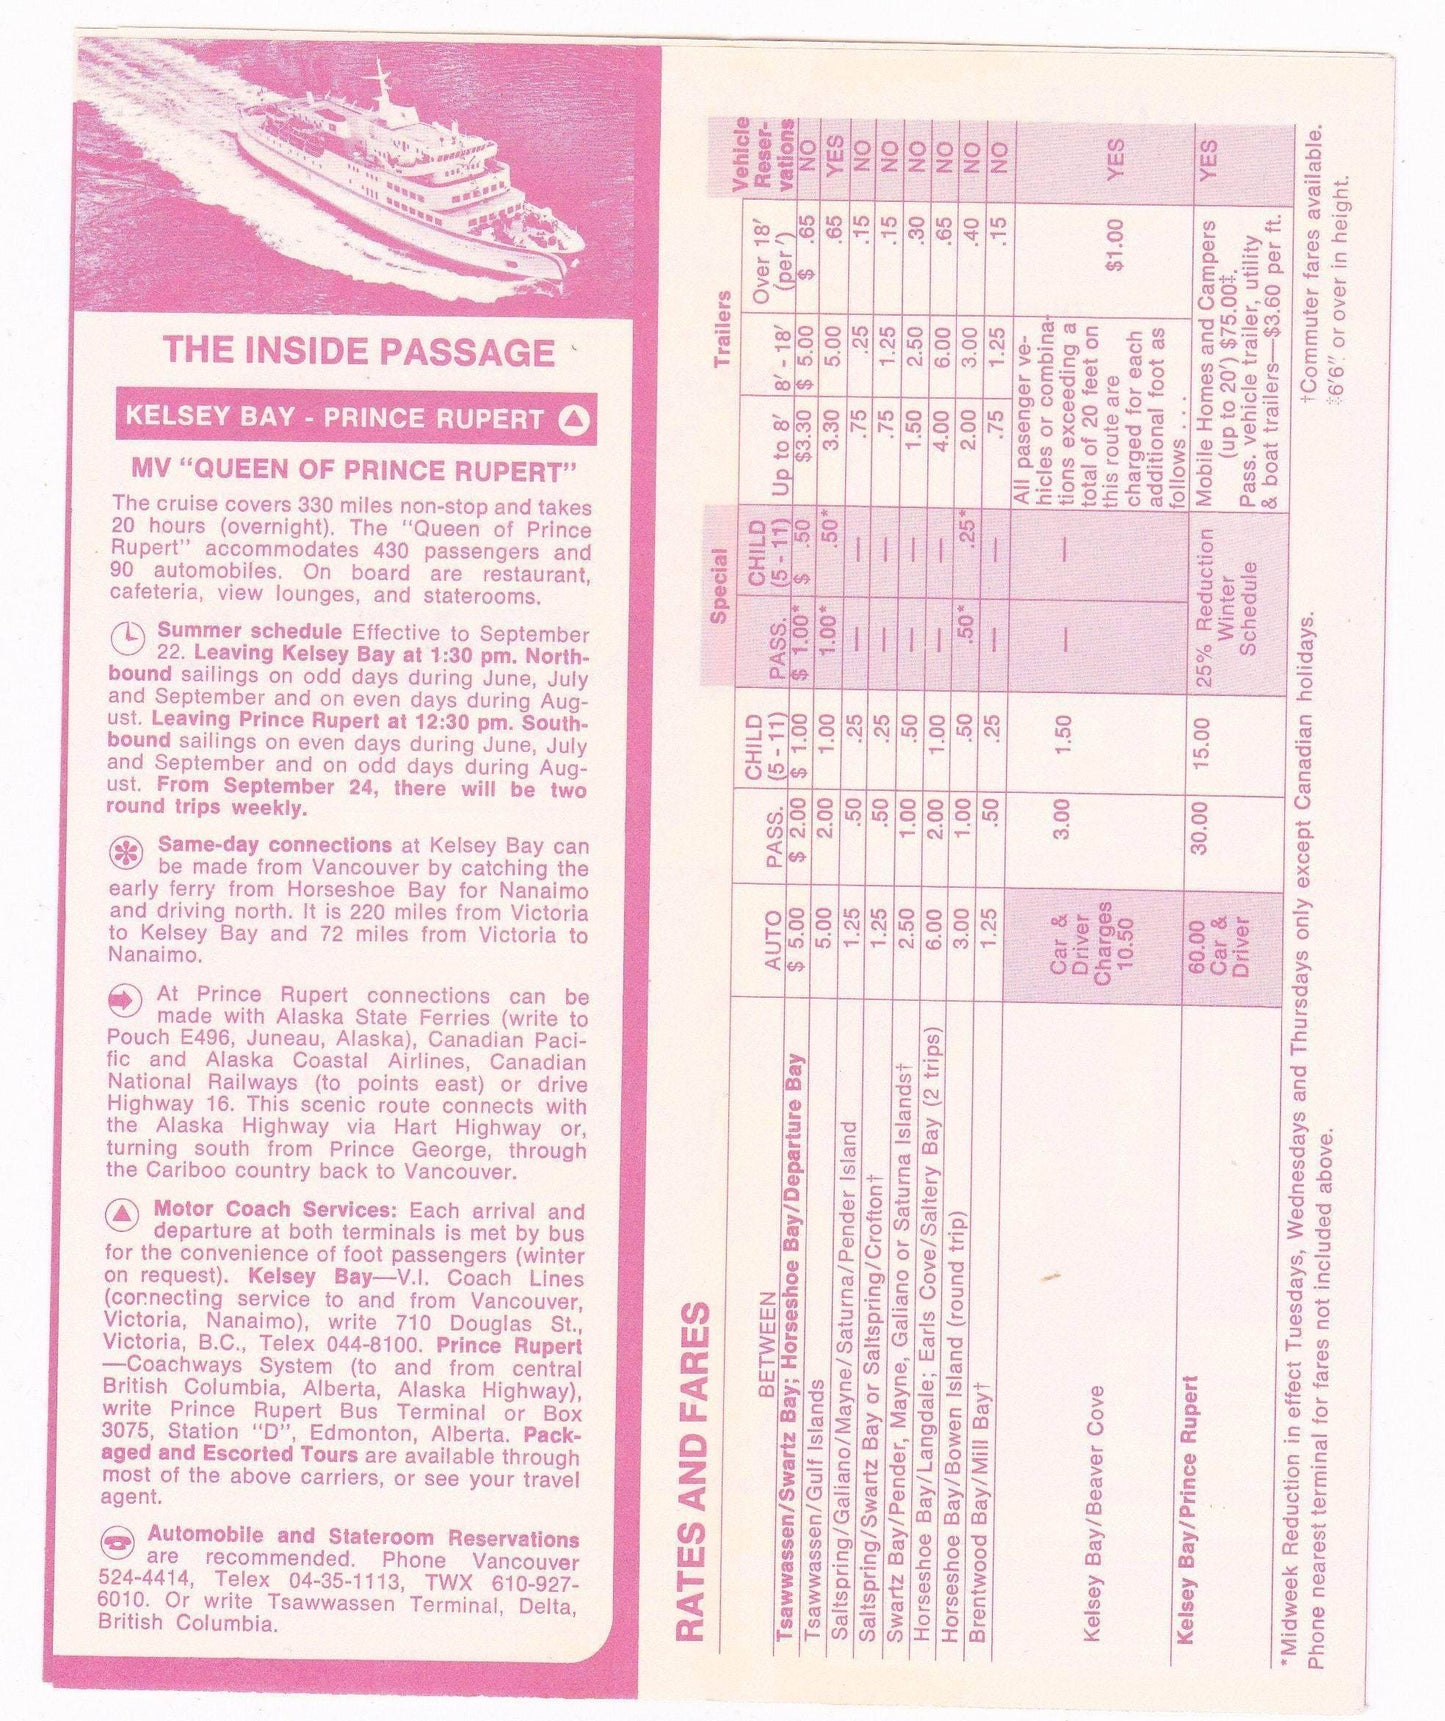 THE INSIDE PASSAGE
KELSEY BAY - PRINCE RUPERT
MV “QUEEN OF PRINCE RUPERT”
The cruise covers 330 miles non-stop and takes
20 hours (overnight). The “Queen of Prince
Rupert” accommodates 430 passengers and
90 automobiles. On board are restaurant,
cafeteria, view lounges, and staterooms.
Summer schedule Effective to September
22. Leaving Kelsey Bay at 1:30 pm. North-
bound sailings on odd days during June, July
and September and on even days during Aug-
ust. Leaving Prince Rupert at 12:30 pm. South-
bound sailings on even days during June, July
and September and on odd days during Aug-
ust. From September 24, there will be two
round trips weekly.
Same-day connections at Kelsey Bay can
be made from Vancouver by catching the
early ferry from Horseshoe Bay for Nanaimo
and driving north. It is 220 miles from Victoria
to Kelsey Bay and 72 miles from Victoria to
Nanaimo.
At Prince Rupert connections can be
made with Alaska State Ferries (write to
Pouch E496, Juneau, Alaska), Canadian Paci-
fic and Alaska Coastal Airlines, Canadian
National Railways (to points east) or drive
Highway 16. This scenic route connects with
the Alaska Highway via Hart Highway or,
turning south from Prince George, through
the Cariboo country back to Vancouver.
Motor Coach Services: Each arrival and
departure at both terminals is met by bus
for the convenience of foot passengers (winter
on request). Kelsey Bay—V.I. Coach Lines
(connecting service to and from Vancouver,
Victoria, Nanaimo), write 710 Douglas St.,
Victoria, B.C., Telex 044-8100. Prince Rupert
—Coachways System (to and from central
British Columbia, Alberta, Alaska Highway),
write Prince Rupert Bus Terminal or Box
3075, Station “D”, Edmonton, Alberta. Pack-
aged and Escorted Tours are available through
most of the above carriers, or see your travel
agent.
Automobile and Stateroom Reservations
are recommended. Phone Vancouver
524-4414, Telex 04-35-1113, TWX 610-927-
6010. Or write Tsawwassen Terminal, Delta,
British Columbia.
RATES AND FARES
Special Trailers Vehicle Reser-vations
BETWEEN AUTO PASS. CHILD (5 - 11) PASS. CHILD (5 - 11) Up to 8′ 8′ - 18′ Over 18′ (per ′)
Tsawwassen/Swartz Bay; Horseshoe Bay/Departure Bay $ 5.00 $ 2.00 $ 1.00 $ 1.00* $ .50 $3.30 $ 5.00 $ .65 NO
Tsawwassen/Gulf Islands 5.00 2.00 1.00 1.00* .50* 3.30 5.00 .65 YES
Saltspring/Galiano/Mayne/Saturna/Pender Island 1.25 .50 .25 — — .75 .25 .15 NO
Saltspring/Swartz Bay or Saltspring/Crofton† 1.25 .50 .25 — — .75 1.25 .15 NO
Swartz Bay/Pender, Mayne, Galiano or Saturna Islands† 2.50 1.00 .50 — — 1.50 2.50 .30 NO
Horseshoe Bay/Langdale; Earls Cove/Saltery Bay (2 trips) 6.00 2.00 1.00 — — 4.00 6.00 .65 NO
Horseshoe Bay/Bowen Island (round trip) 3.00 1.00 .50 .50* .25* 2.00 3.00 .40 NO
Brentwood Bay/Mill Bay† 1.25 .50 .25 — — .75 1.25 .15 NO
Kelsey Bay/Beaver Cove Car & Driver Charges 10.50 3.00 1.50 — — $1.00 YES
All pasenger ve-
hicles or combina-
tions exceeding a
total of 20 feet on
this route are
charged for each
additional foot as
follows . . .
Kelsey Bay/Prince Rupert 60.00 Car & Driver 30.00 15.00 25% Reduction Winter Schedule YES
Mobile Homes and Campers
(up to 20′) $75.00‡.
Pass. vehicle trailer, utility
& boat trailers—$3.60 per ft.
*Midweek Reduction in effect Tuesdays, Wednesdays and Thursdays only except Canadian holidays.
†Commuter fares available.
Phone nearest terminal for fares not included above.
‡6′6″ or over in height.